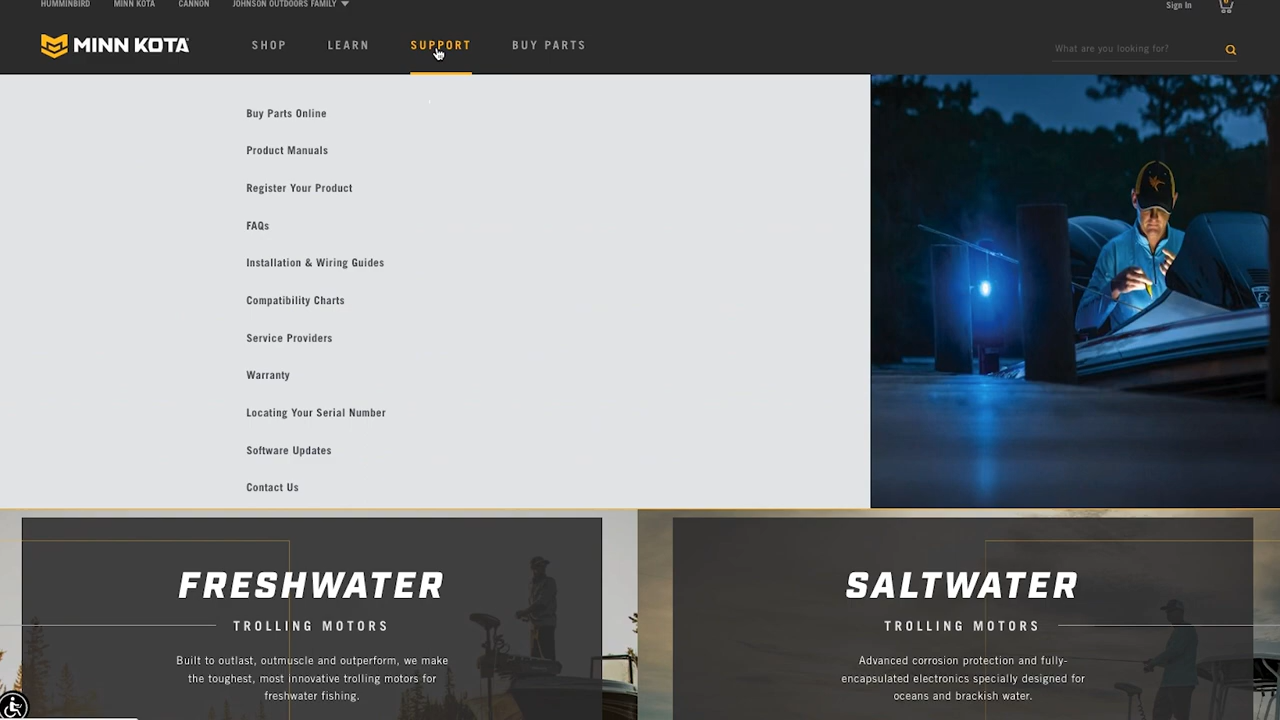 HUMMINBIRD MINN KOTA CANNON JOHNSON OUTDOORS FAMILY Sign In
MINN KOTA SHOP LEARN SUPPORT BUY PARTS What are you looking for?
Buy Parts Online
Product Manuals
Register Your Product
FAQs
Installation & Wiring Guides
Compatibility Charts
Service Providers
Warranty
Locating Your Serial Number
Software Updates
Contact Us
FRESHWATER
TROLLING MOTORS
Built to outlast, outmuscle and outperform, we make
the toughest, most innovative trolling motors for
freshwater fishing.
SALTWATER
TROLLING MOTORS
Advanced corrosion protection and fully-
encapsulated electronics specially designed for
oceans and brackish water.